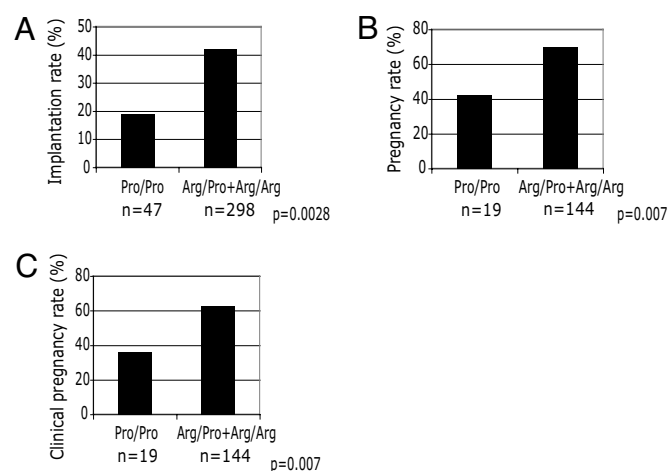 A
Implantation rate (%)
50
40
30
20
10
0
Pro/Pro Arg/Pro+Arg/Arg
n=47 n=298 p=0.0028
B
Pregnancy rate (%)
80
60
40
20
0
Pro/Pro Arg/Pro+Arg/Arg
n=19 n=144 p=0.007
C
Clinical pregnancy rate (%)
80
60
40
20
0
Pro/Pro Arg/Pro+Arg/Arg
n=19 n=144 p=0.007